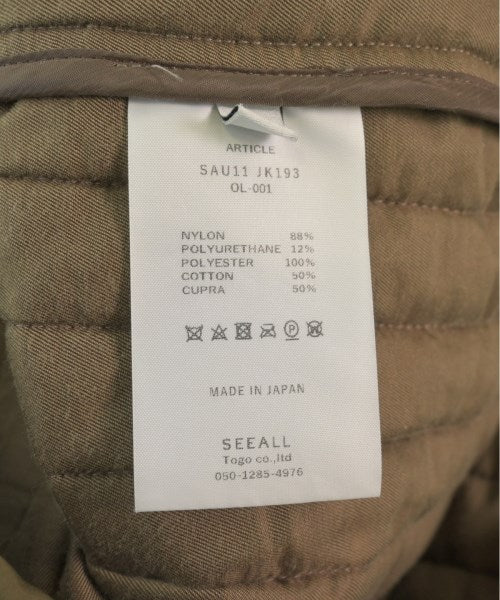 ARTICLE
SAU11 JK193
OL-001
NYLON 88%
POLYURETHANE 12%
POLYESTER 100%
COTTON 50%
CUPRA 50%
P
MADE IN JAPAN
SEEALL
Togo co.,ltd
050-1285-4976